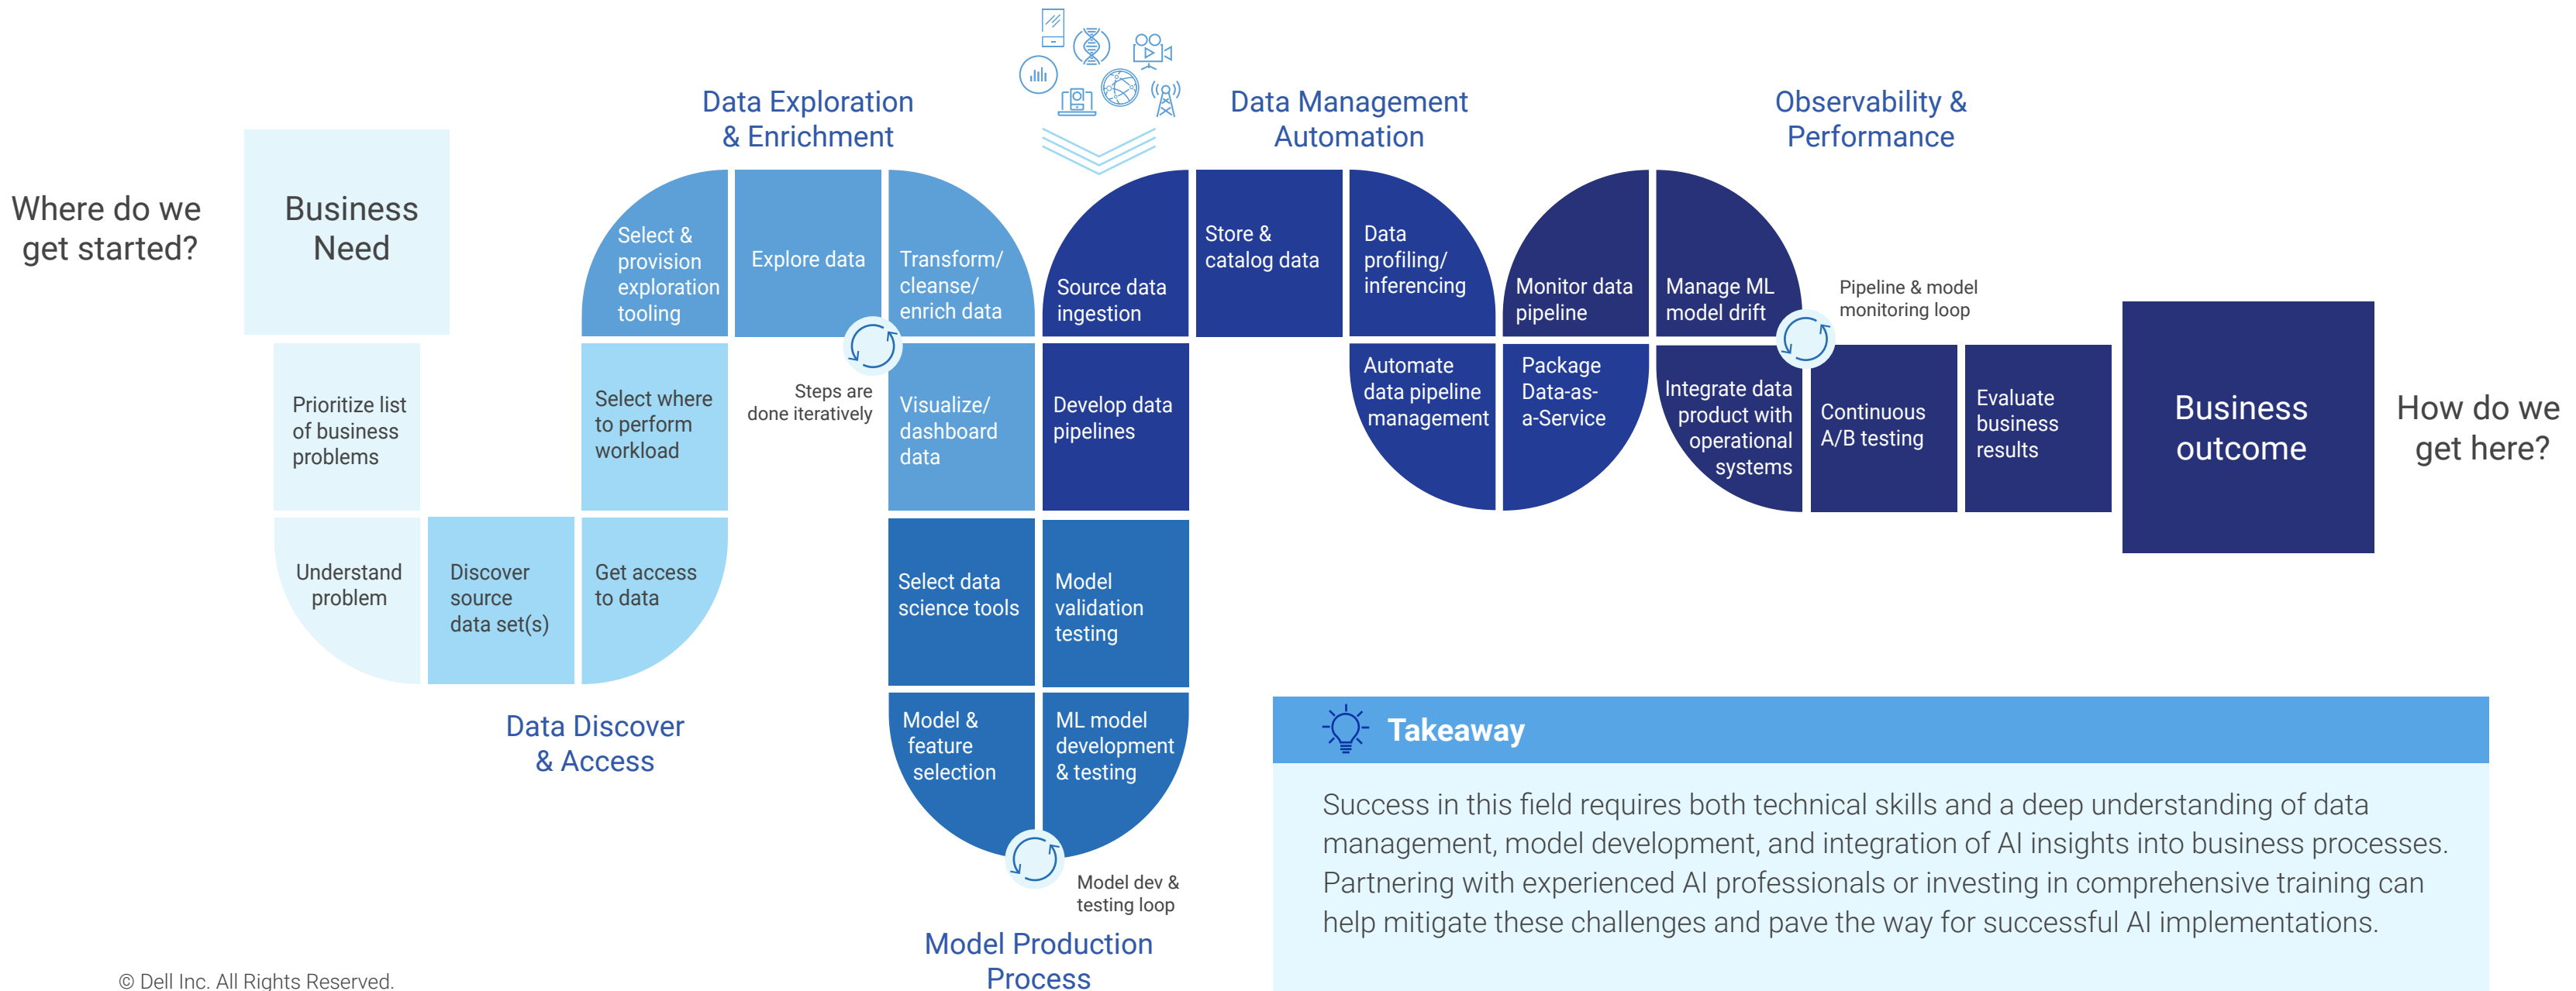 Where do we
get started?
Business
Need
Prioritize list
of business
problems
Understand
problem
Discover
source
data set(s)
Get access
to data
Data Discover
& Access
Select where
to perform
workload
Select &
provision
exploration
tooling
Data Exploration
& Enrichment
Explore data
Transform/
cleanse/
enrich data
Steps are
done iteratively
Visualize/
dashboard
data
Select data
science tools
Model &
feature
selection
ML model
development
& testing
Model dev &
testing loop
Model Production
Process
Model
validation
testing
Develop data
pipelines
Source data
ingestion
Data Management
Automation
Store &
catalog data
Data
profiling/
inferencing
Automate
data pipeline
management
Package
Data-as-
a-Service
Monitor data
pipeline
Observability &
Performance
Manage ML
model drift
Pipeline & model
monitoring loop
Integrate data
product with
operational
systems
Continuous
A/B testing
Evaluate
business
results
Business
outcome
How do we
get here?
Takeaway
Success in this field requires both technical skills and a deep understanding of data
management, model development, and integration of AI insights into business processes.
Partnering with experienced AI professionals or investing in comprehensive training can
help mitigate these challenges and pave the way for successful AI implementations.
© Dell Inc. All Rights Reserved.